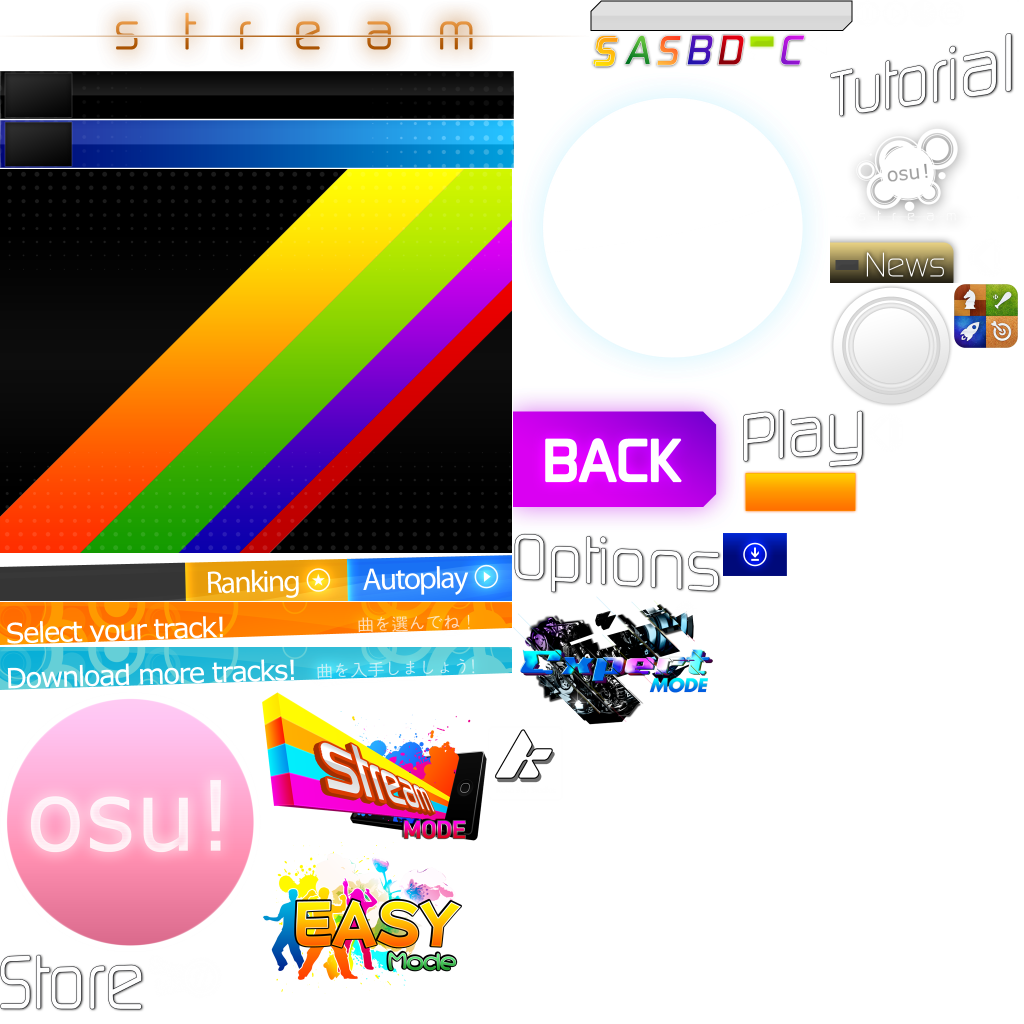 stream
SASBD-C
Tutorial
osu!
News
BACK
Play
Options
Ranking
Autoplay
Select your track!
曲を選んでね！
Download more tracks!
曲を入手しましょう!
Expert
MODE
osu!
stream
MODE
EASY
Mode
Store